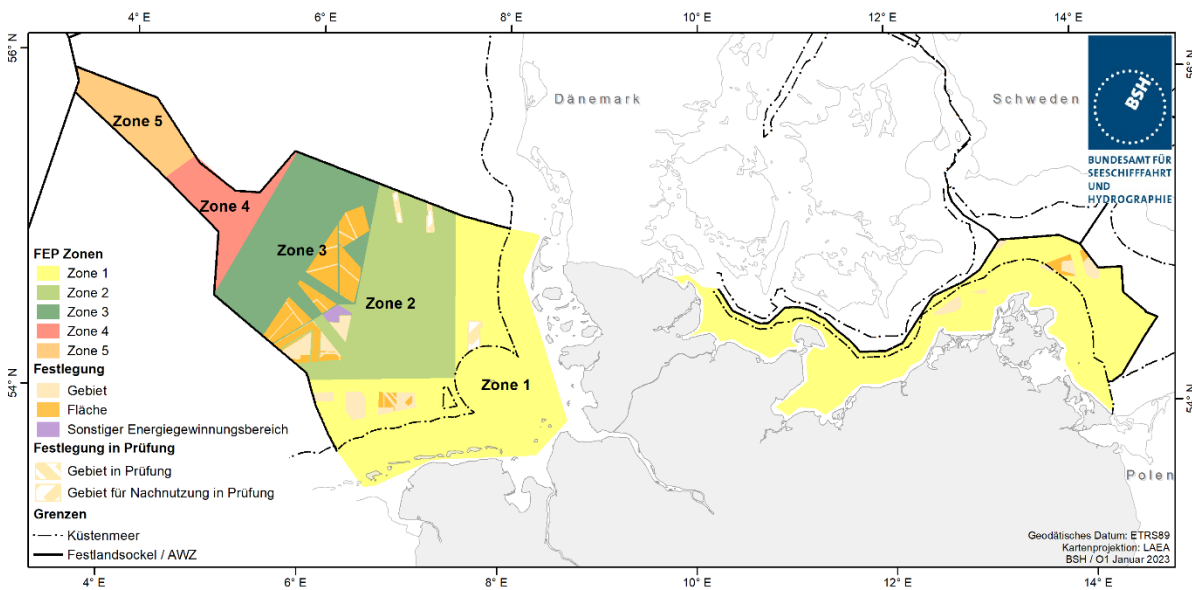 4° E
6° E
8° E
10° E
12° E
14° E
56° N
56° N
Dänemark
Schweden
BSH
BUNDESAMT FÜR
SEESCHIFFFAHRT
UND
HYDROGRAPHIE
Zone 5
Zone 4
Zone 3
Zone 2
Zone 1
FEP Zonen
Zone 1
Zone 2
Zone 3
Zone 4
Zone 5
Festlegung
Gebiet
Fläche
Sonstiger Energiegewinnungsbereich
Festlegung in Prüfung
Gebiet in Prüfung
Gebiet für Nachnutzung in Prüfung
Grenzen
Küstenmeer
Festlandsockel / AWZ
54° N
54° N
Polen
Geodätisches Datum: ETRS89
Kartenprojektion: LAEA
BSH / O1 Januar 2023
4° E
6° E
8° E
10° E
12° E
14° E